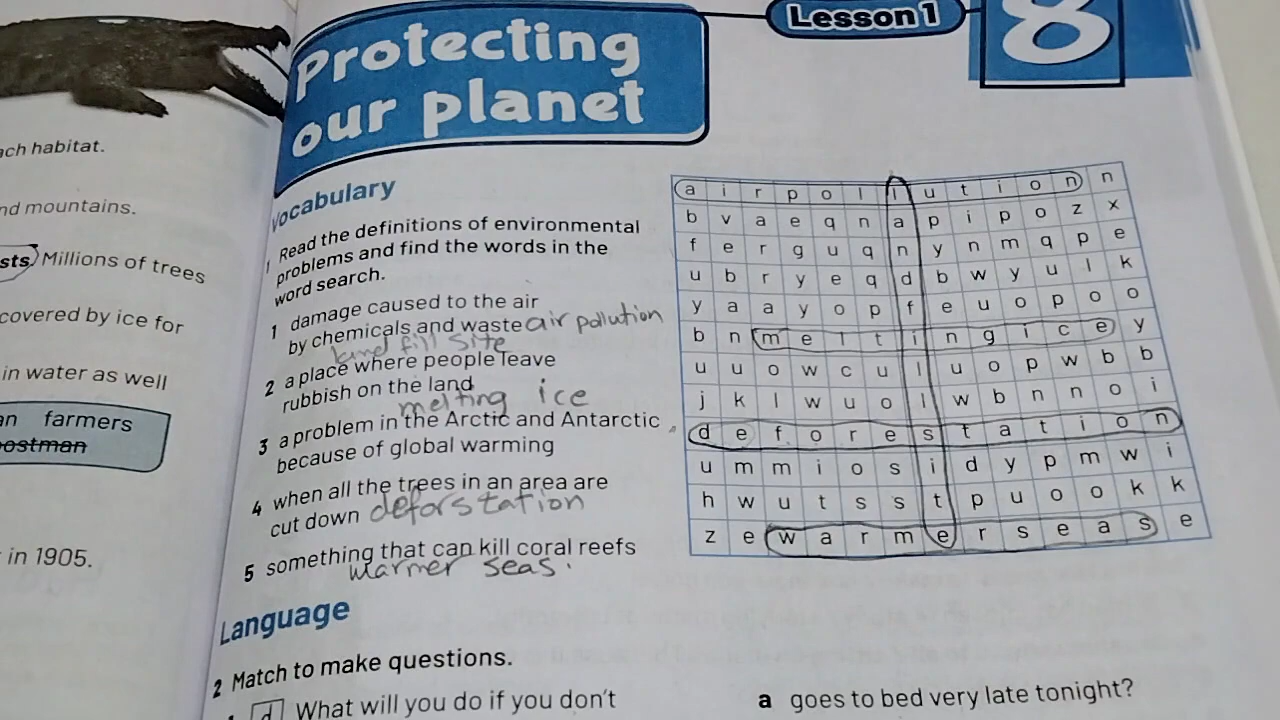 ach habitat.
nd mountains.
sts. Millions of trees
covered by ice for
in water as well
an farmers
ostman
in 1905.
Protecting
our planet
Lesson 1
8
Vocabulary
1 Read the definitions of environmental
problems and find the words in the
word search.
1 damage caused to the air
by chemicals and waste air pollution
land fill site
2 a place where people leave
rubbish on the land
melting ice
3 a problem in the Arctic and Antarctic
because of global warming
4 when all the trees in an area are
cut down deforstation
5 something that can kill coral reefs
warmer seas.
a i r p o l l u t i o n n
b v a e q n a p i p o z x
f e r g u q n y n m q p e
u b r y e q d b w y u l k
y a a y o p f e u o p o o
b n m e l t i n g i c e y
u u o w c u l u o p w b b
j k l w u o l w b n n o i
d e f o r e s t a t i o n
u m m i o s i d y p m w i
h w u t s s t p u o o k k
z e w a r m e r s e a s e
Language
2 Match to make questions.
1 d What will you do if you don't
a goes to bed very late tonight?